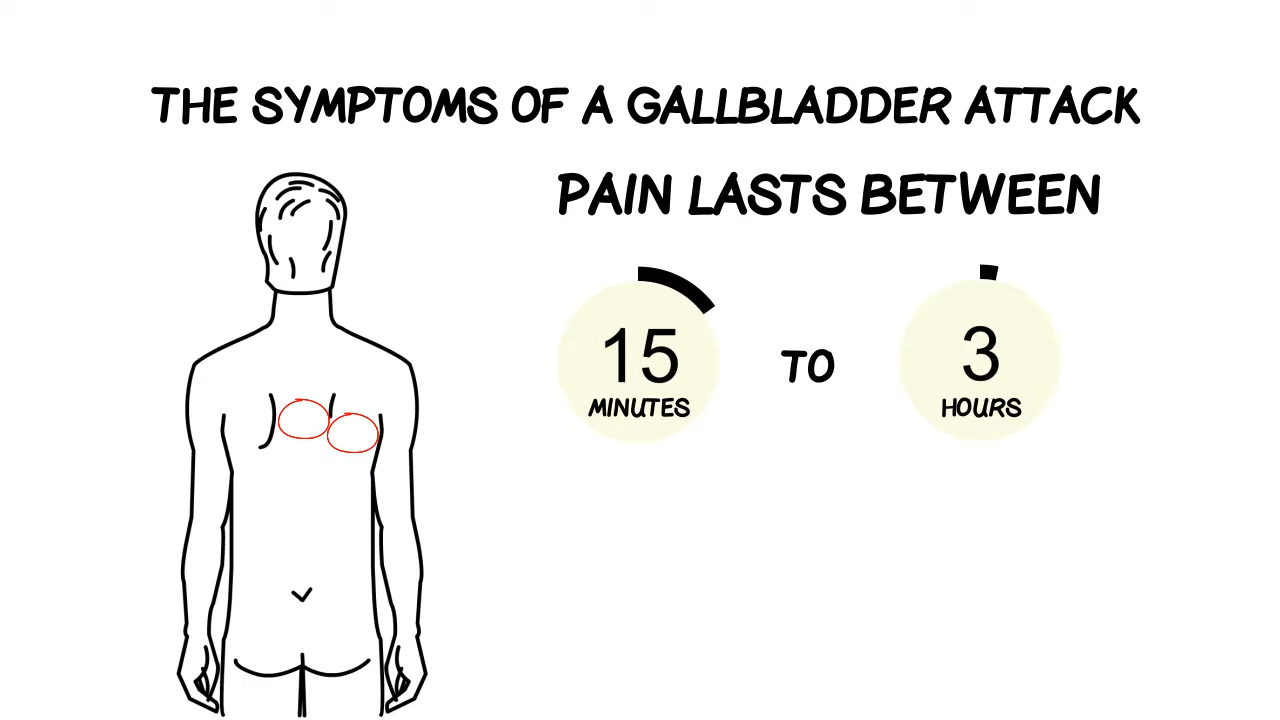 THE SYMPTOMS OF A GALLBLADDER ATTACK
PAIN LASTS BETWEEN
15 TO 3
MINUTES HOURS